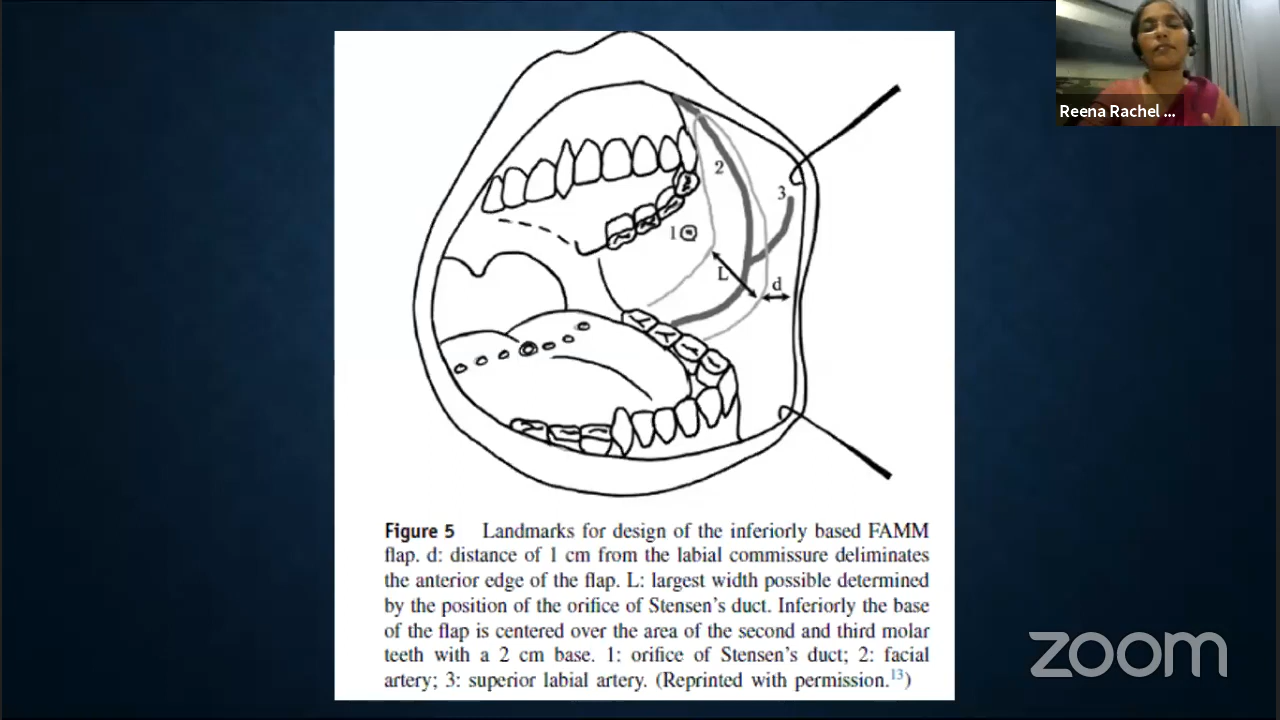 Reena Rachel ...
2
3
1
L
d
Figure 5 Landmarks for design of the inferiorly based FAMM
flap. d: distance of 1 cm from the labial commissure deliminates
the anterior edge of the flap. L: largest width possible determined
by the position of the orifice of Stensen's duct. Inferiorly the base
of the flap is centered over the area of the second and third molar
teeth with a 2 cm base. 1: orifice of Stensen's duct; 2: facial
artery; 3: superior labial artery. (Reprinted with permission.13)
zoom